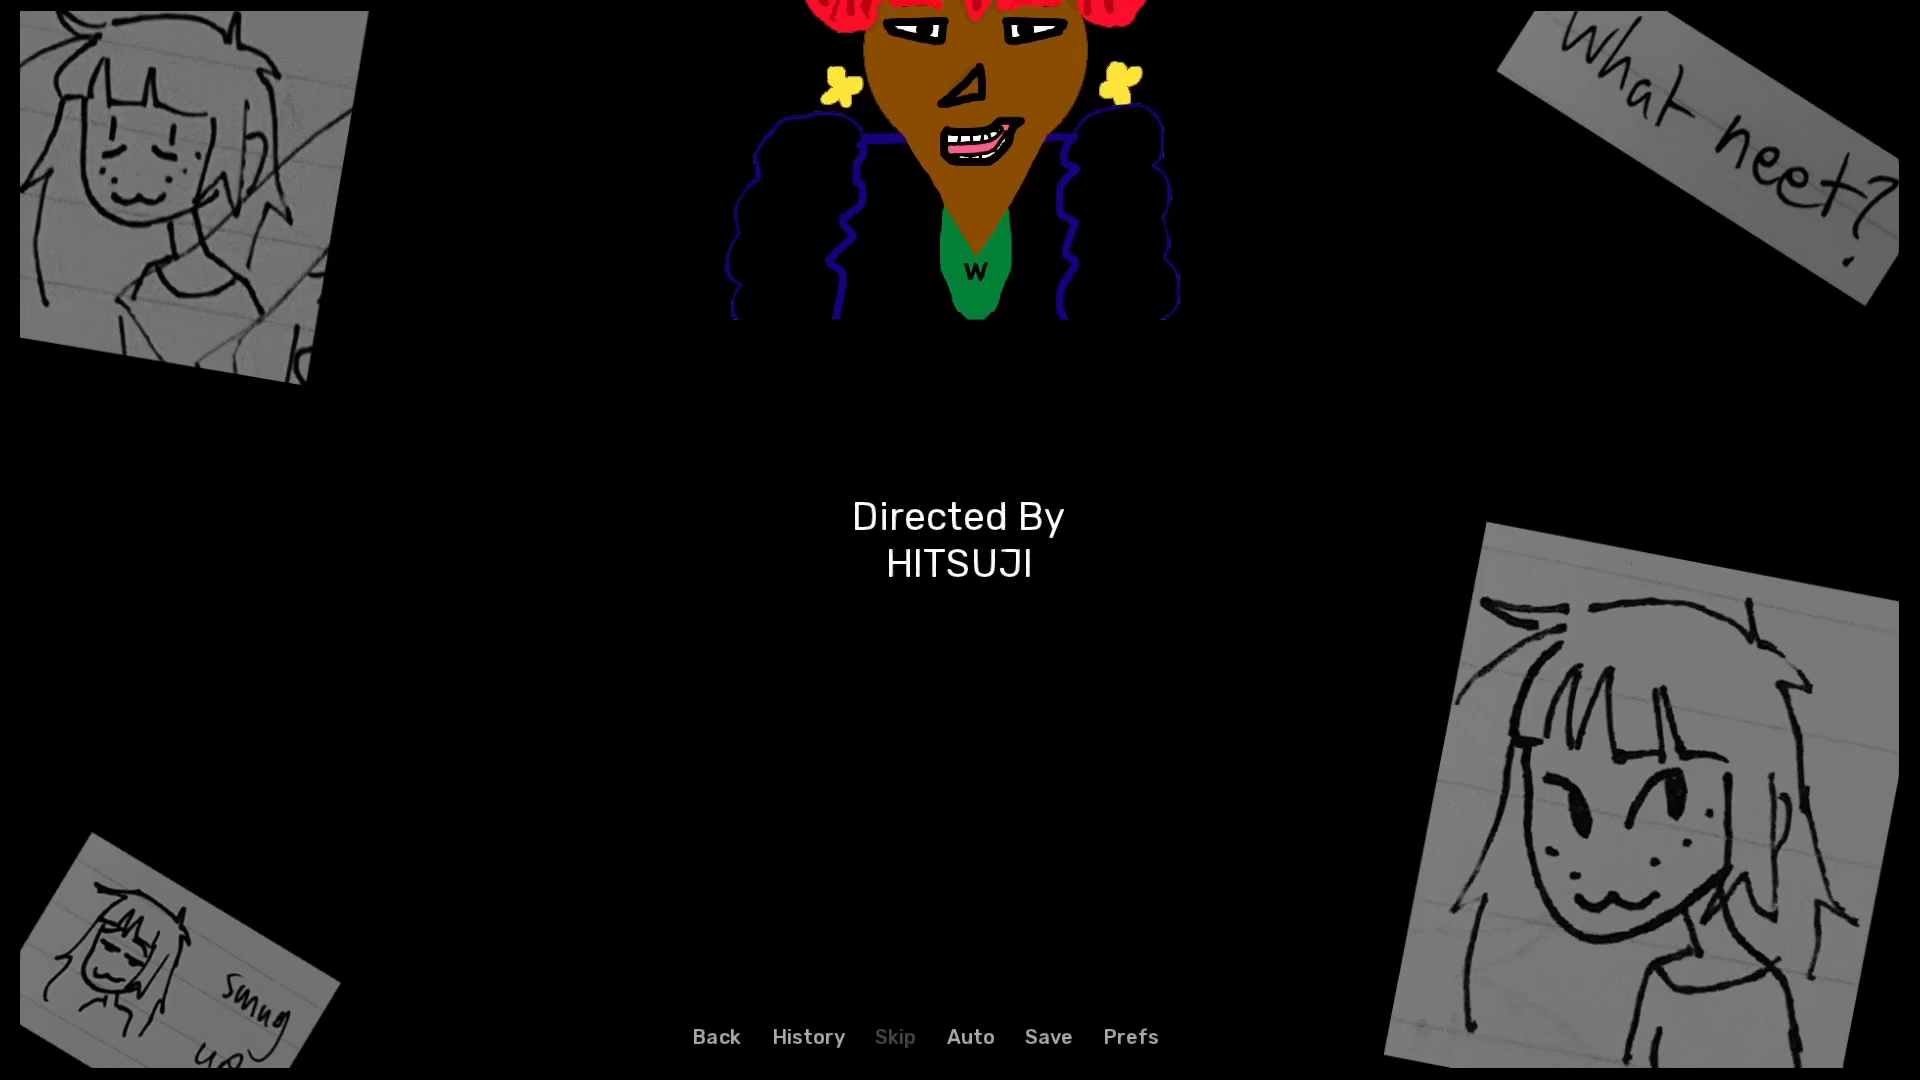 What neet?
W
Directed By
HITSUJI
smug
Back History Skip Auto Save Prefs